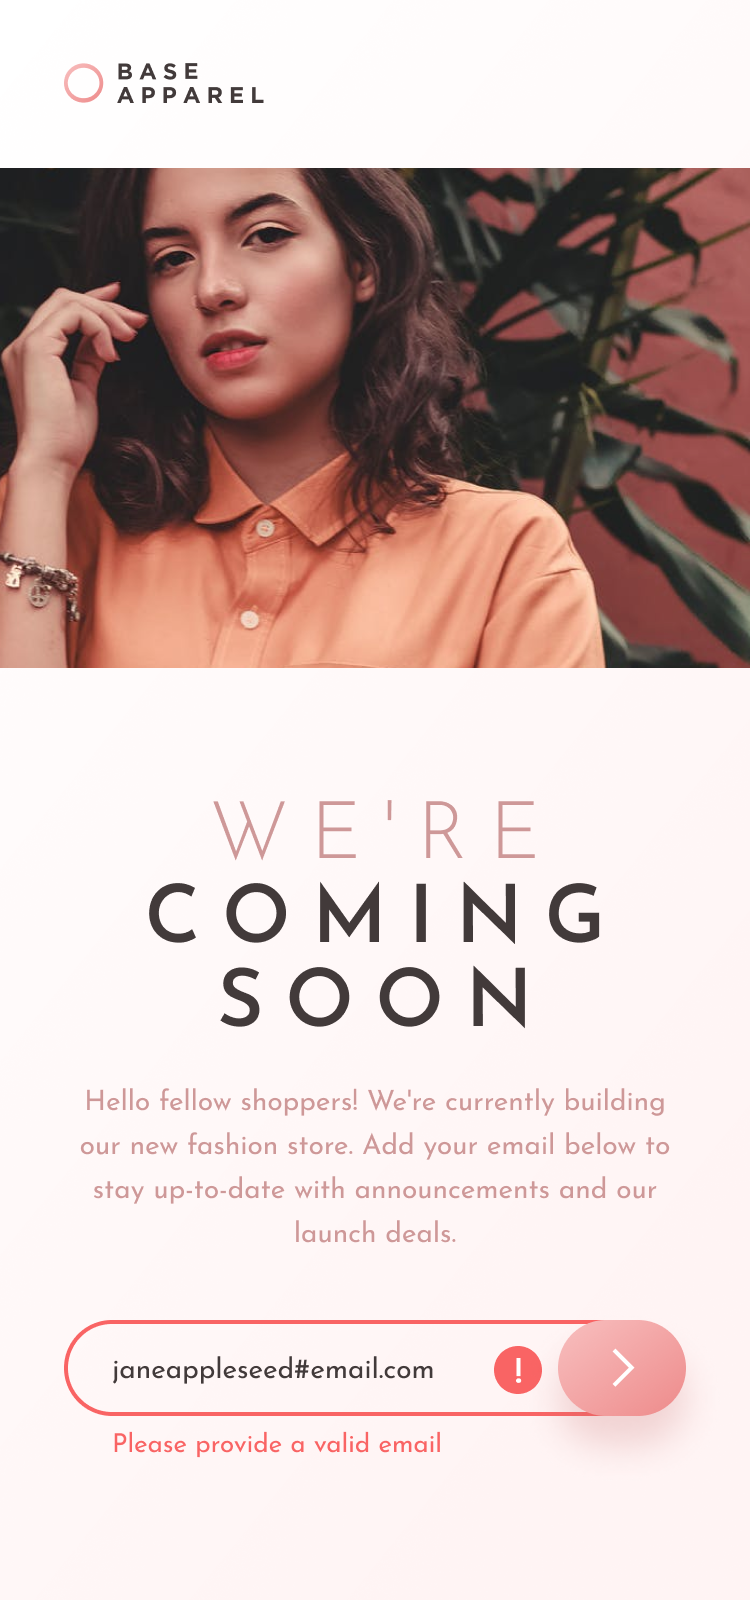 BASE
APPAREL
WE'RE
COMING
SOON
Hello fellow shoppers! We're currently building
our new fashion store. Add your email below to
stay up-to-date with announcements and our
launch deals.
janeappleseed#email.com
!
Please provide a valid email